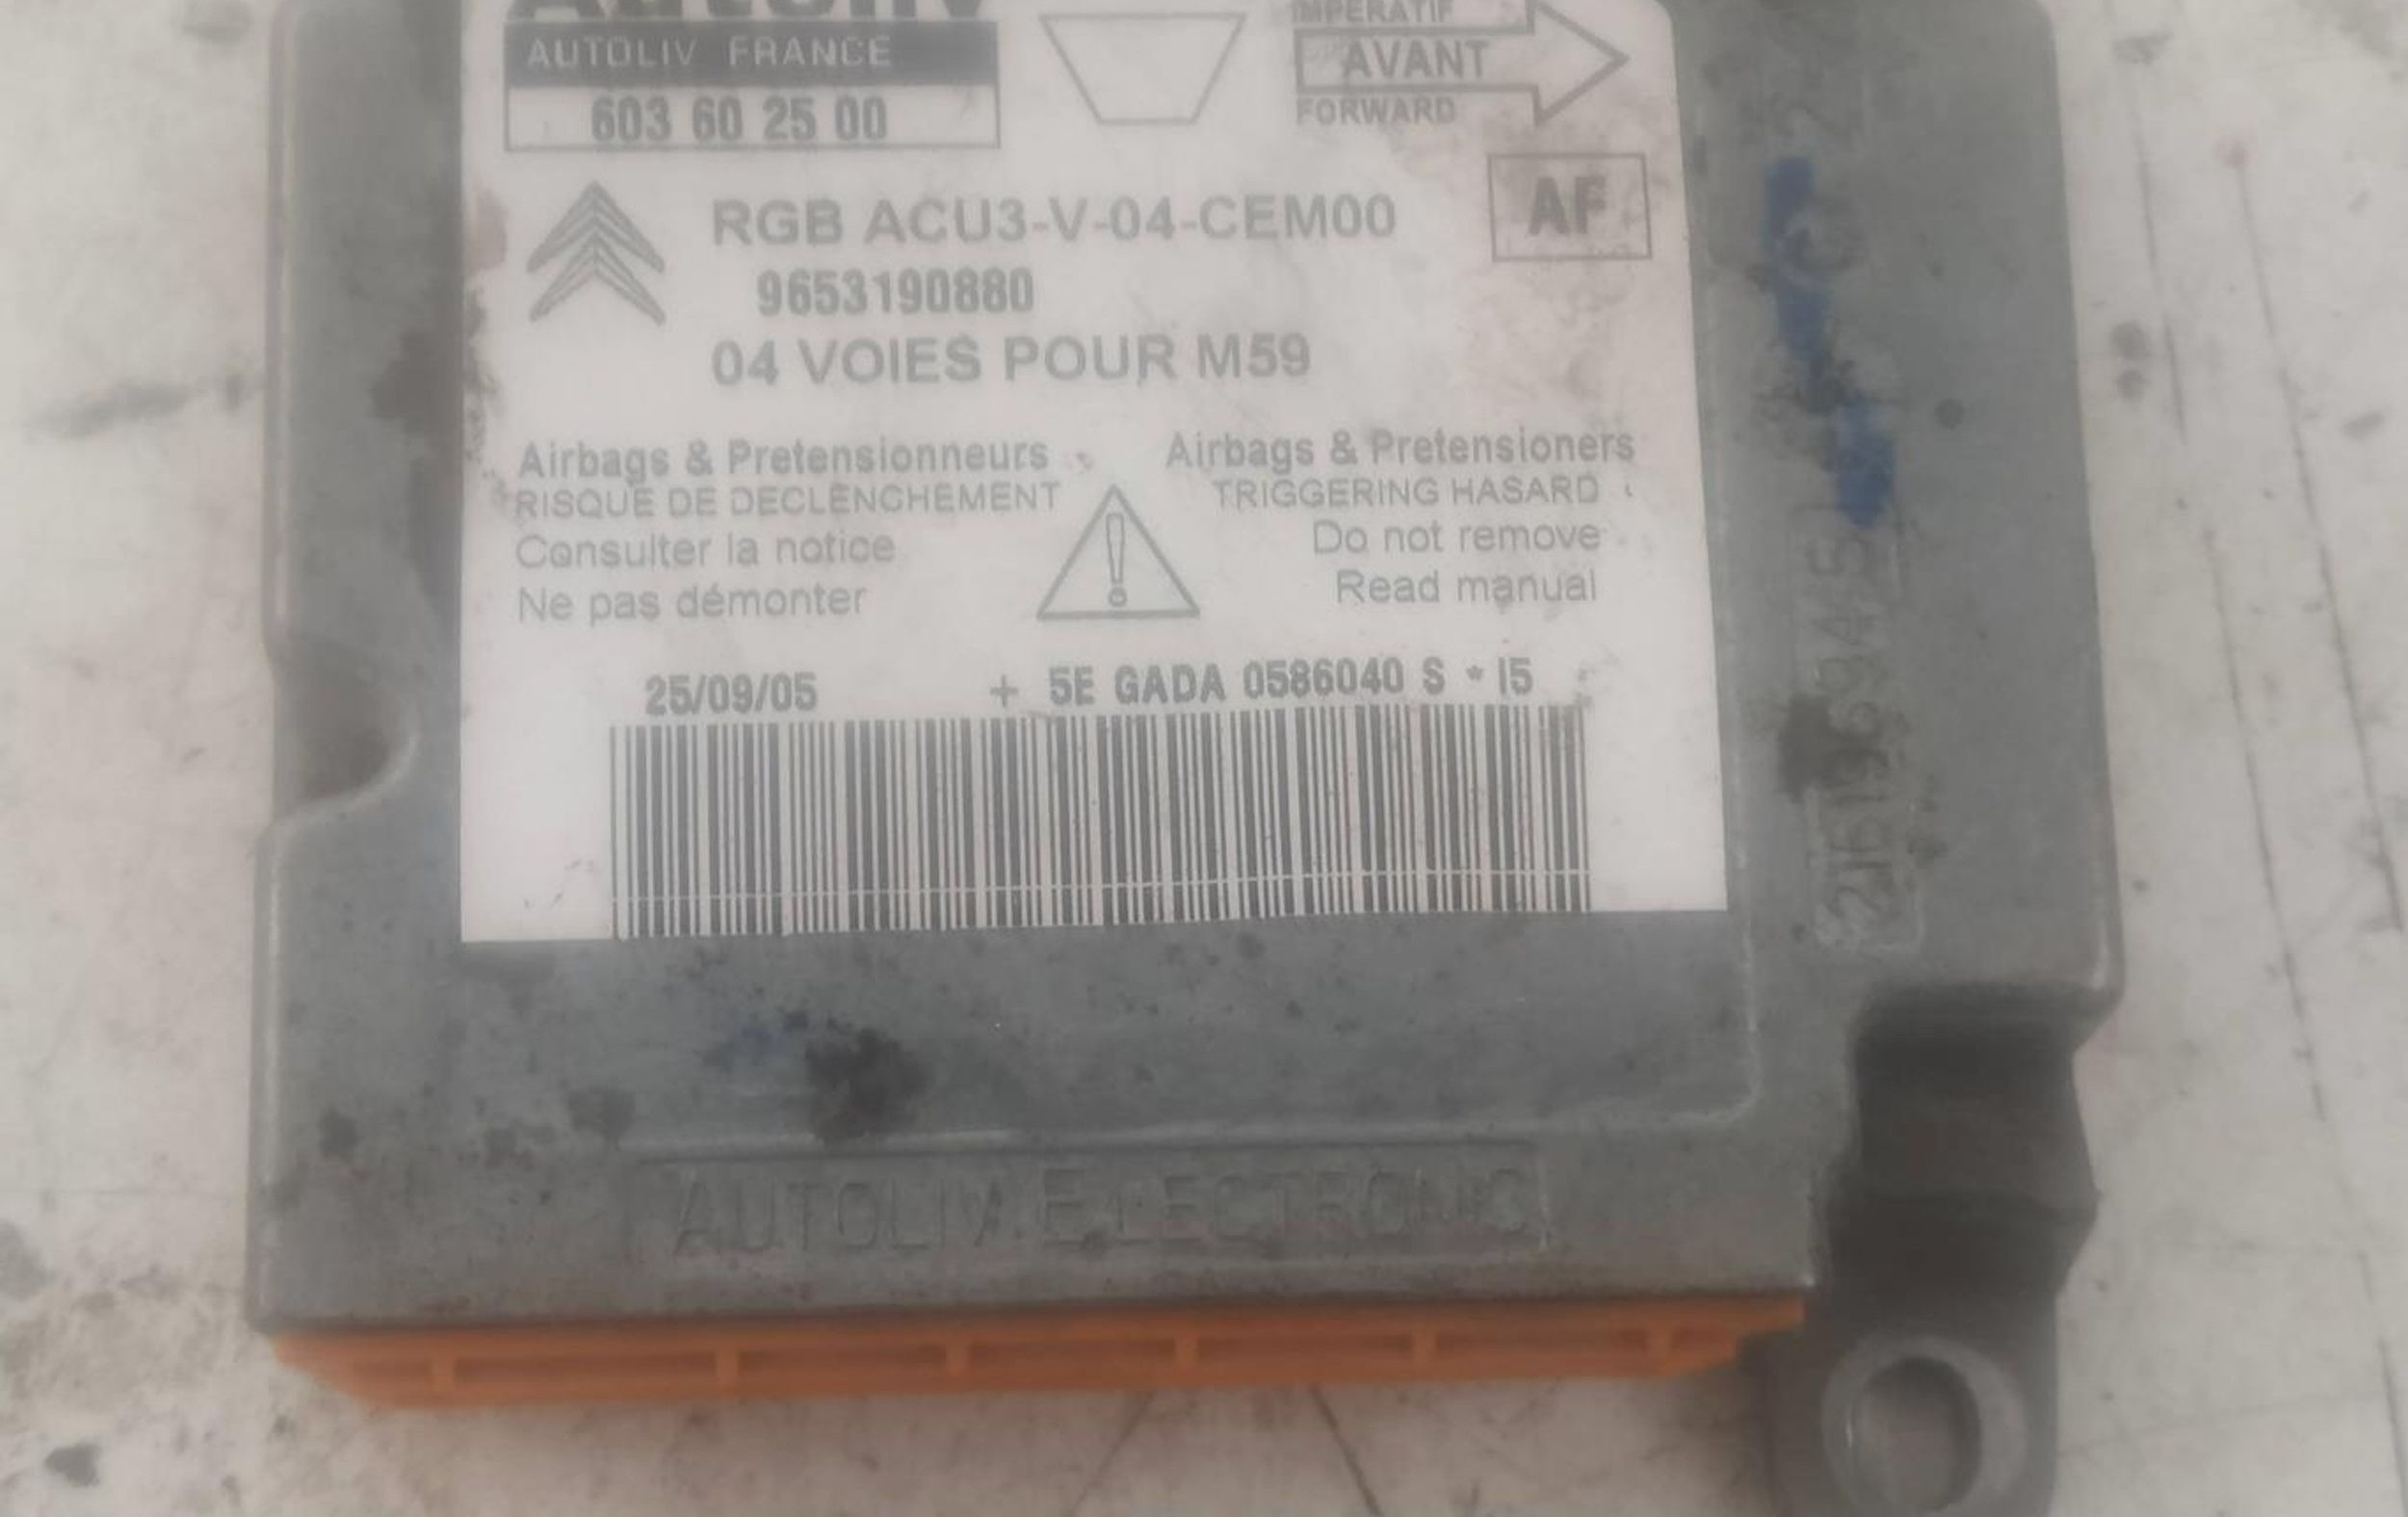 Autoliv
AUTOLIV FRANCE
603 60 25 00
IMPERATIF
AVANT
FORWARD
AF
RGB ACU3-V-04-CEM00
9653190880
04 VOIES POUR M59
Airbags & Pretensionneurs
RISQUE DE DECLENCHEMENT
Consulter la notice
Ne pas démonter
Airbags & Pretensioners
TRIGGERING HASARD
Do not remove
Read manual
25/09/05 + 5E GADA 0586040 S * I5
AUTOLIV ELECTRONIC